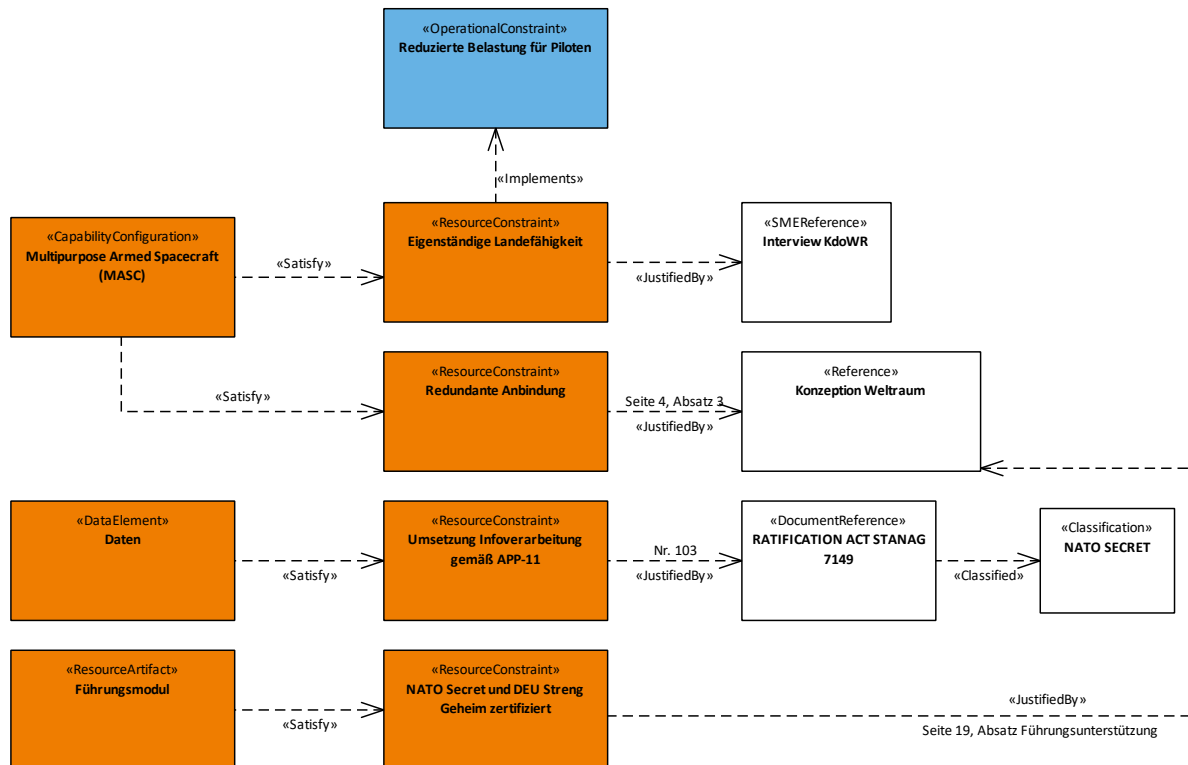 «OperationalConstraint»
Reduzierte Belastung für Piloten
«Implements»
«CapabilityConfiguration»
Multipurpose Armed Spacecraft
(MASC)
«Satisfy»
«ResourceConstraint»
Eigenständige Landefähigkeit
«JustifiedBy»
«SMEReference»
Interview KdoWR
«Satisfy»
«ResourceConstraint»
Redundante Anbindung
Seite 4, Absatz 3
«JustifiedBy»
«Reference»
Konzeption Weltraum
«DataElement»
Daten
«Satisfy»
«ResourceConstraint»
Umsetzung Infoverarbeitung
gemäß APP-11
Nr. 103
«JustifiedBy»
«DocumentReference»
RATIFICATION ACT STANAG
7149
«Classified»
«Classification»
NATO SECRET
«ResourceArtifact»
Führungsmodul
«Satisfy»
«ResourceConstraint»
NATO Secret und DEU Streng
Geheim zertifiziert
«JustifiedBy»
Seite 19, Absatz Führungsunterstützung